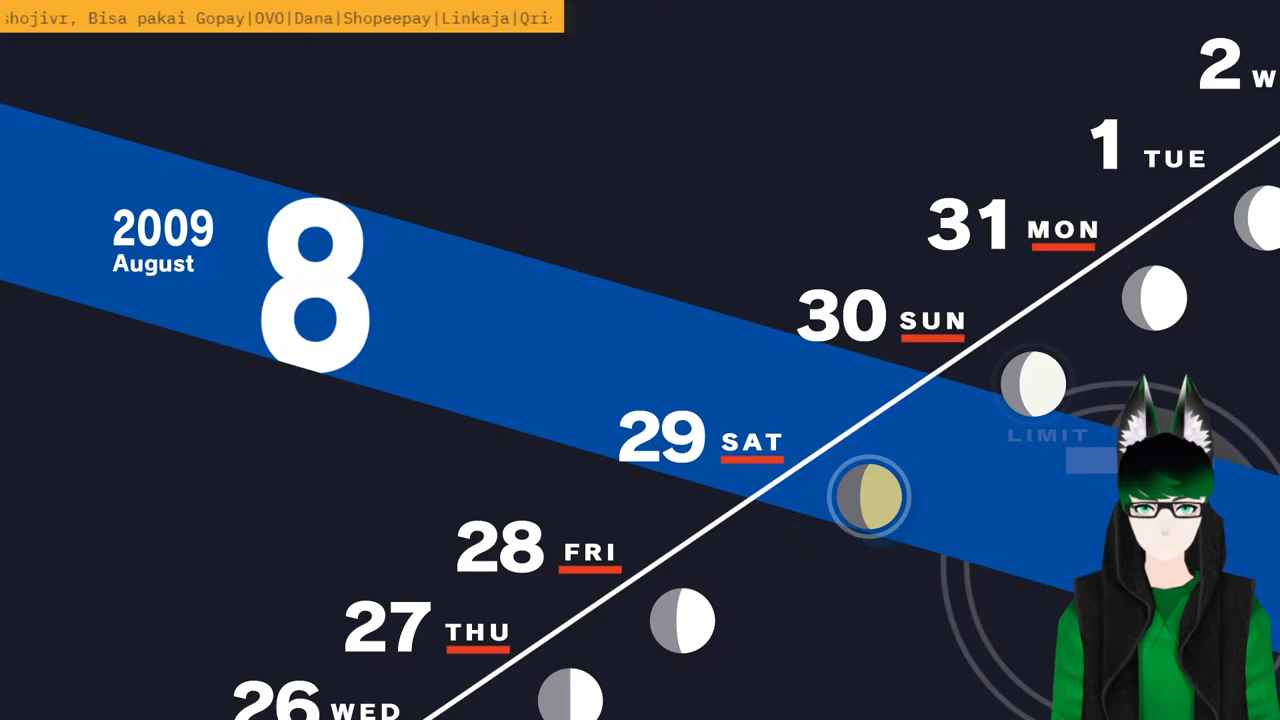 shojivr, Bisa pakai Gopay|OVO|Dana|Shopeepay|Linkaja|Qris
2
1 TUE
31 MON
2009
August
8
30 SUN
LIMIT
29 SAT
28 FRI
27 THU
26 WED